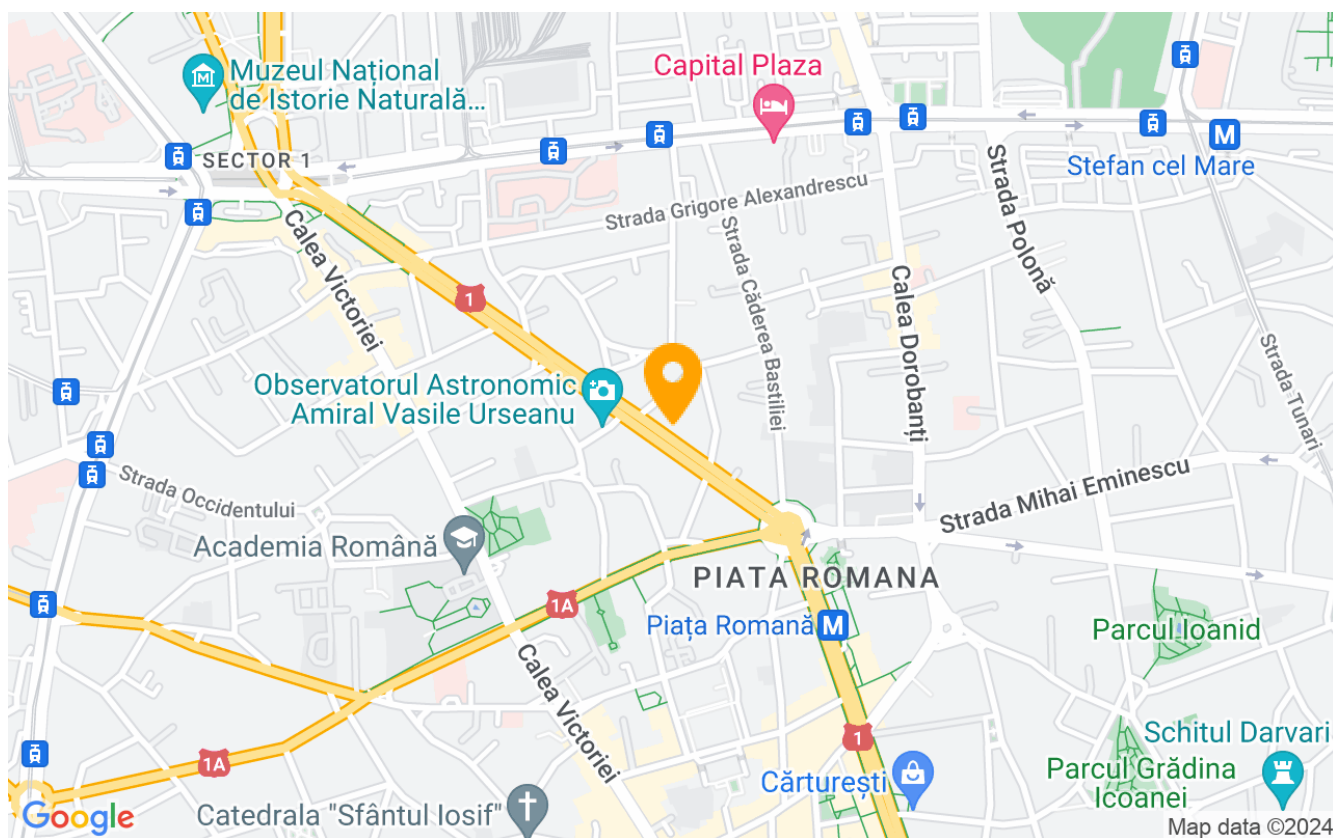 Capital Plaza
Muzeul Național
de Istorie Naturală...
SECTOR 1
M
Stefan cel Mare
Strada Grigore Alexandrescu
Strada Polonă
Calea Victoriei
Strada Căderea Bastiliei
Calea Dorobanți
1
Strada Tunari
Observatorul Astronomic
Amiral Vasile Urseanu
Strada Occidentului
Strada Mihai Eminescu
Academia Română
PIATA ROMANA
1A
Piața Romană
M
Parcul Ioanid
Calea Victoriei
1
1A
Schitul Darvari
Parcul Grădina
Icoanei
Cărturești
Catedrala "Sfântul Iosif"
Google
Map data ©2024